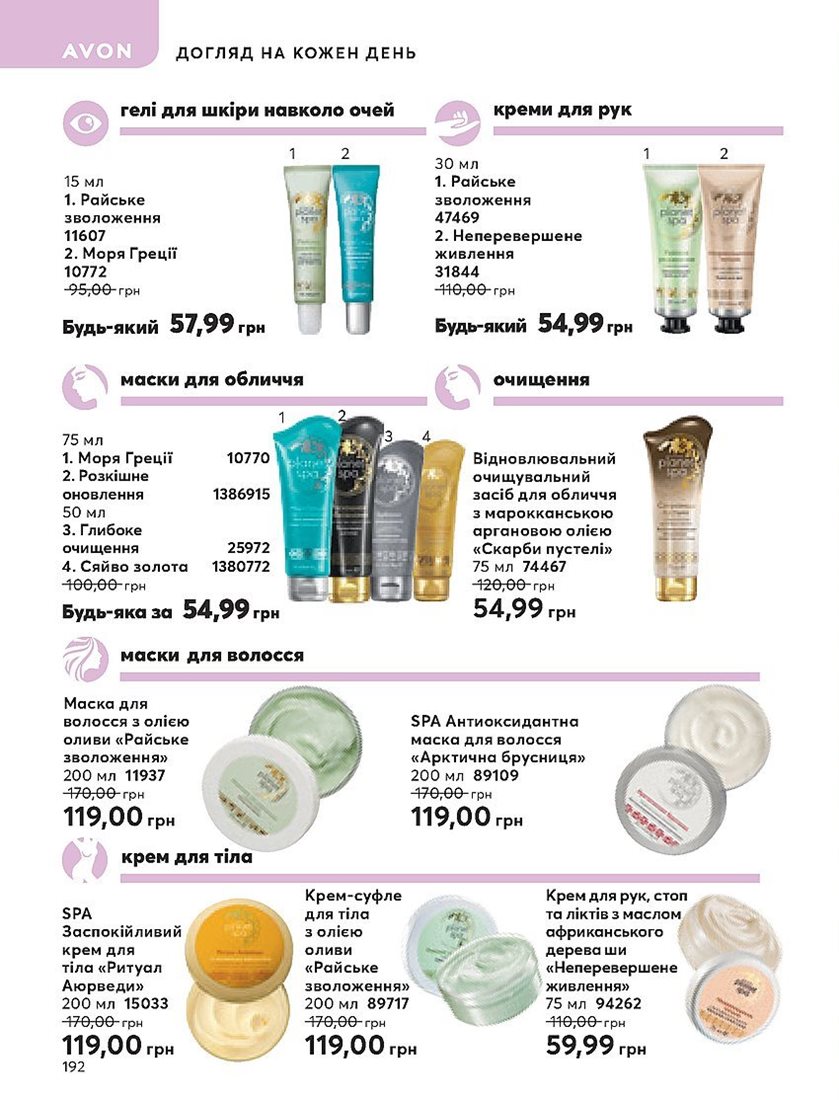 AVON
ДОГЛЯД НА КОЖЕН ДЕНЬ
гелі для шкіри навколо очей
15 мл
1. Райське
зволоження
11607
2. Моря Греції
10772
95,00 грн
Будь-який 57,99 грн
1 2
креми для рук
30 мл
1. Райське
зволоження
47469
2. Неперевершене
живлення
31844
110,00 грн
Будь-який 54,99 грн
1 2
planet
spa
маски для обличчя
75 мл
1. Моря Греції 10770
2. Розкішне
оновлення 1386915
50 мл
3. Глибоке
очищення 25972
4. Сяйво золота 1380772
100,00 грн
Будь-яка за 54,99 грн
1 2 3 4
planet
spa
очищення
Відновлювальний
очищувальний
засіб для обличчя
з марокканською
аргановою олією
«Скарби пустелі»
75 мл 74467
120,00 грн
54,99 грн
planet
spa
маски для волосся
Маска для
волосся з олією
оливи «Райське
зволоження»
200 мл 11937
170,00 грн
119,00 грн
SPA Антиоксидантна
маска для волосся
«Арктична брусниця»
200 мл 89109
170,00 грн
119,00 грн
крем для тіла
SPA
Заспокійливий
крем для
тіла «Ритуал
Аюрведи»
200 мл 15033
170,00 грн
119,00 грн
Крем-суфле
для тіла
з олією
оливи
«Райське
зволоження»
200 мл 89717
170,00 грн
119,00 грн
Крем для рук, стоп
та ліктів з маслом
африканського
дерева ши
«Неперевершене
живлення»
75 мл 94262
110,00 грн
59,99 грн
192